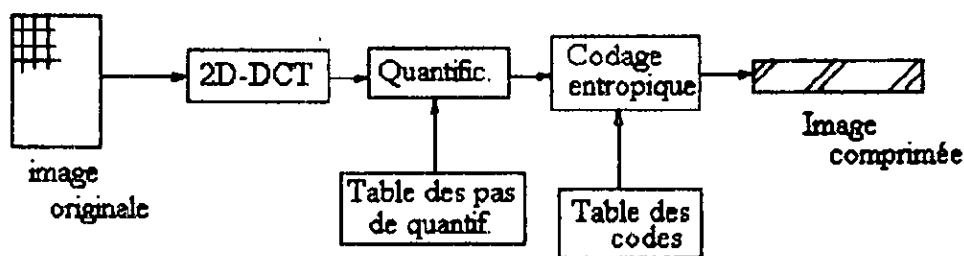 image
originale
2D-DCT
Quantific.
Table des pas
de quantif.
Codage
entropique
Table des
codes
Image
comprimée